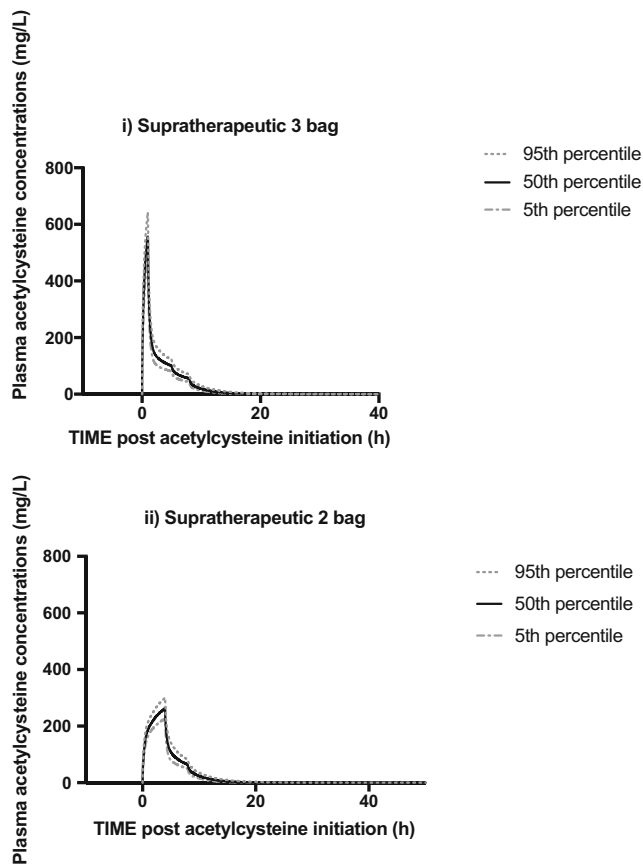 i) Supratherapeutic 3 bag
Plasma acetylcysteine concentrations (mg/L)
800
600
400
200
0
0
20
40
TIME post acetylcysteine initiation (h)
95th percentile
50th percentile
5th percentile
ii) Supratherapeutic 2 bag
Plasma acetylcysteine concentrations (mg/L)
800
600
400
200
0
0
20
40
TIME post acetylcysteine initiation (h)
95th percentile
50th percentile
5th percentile